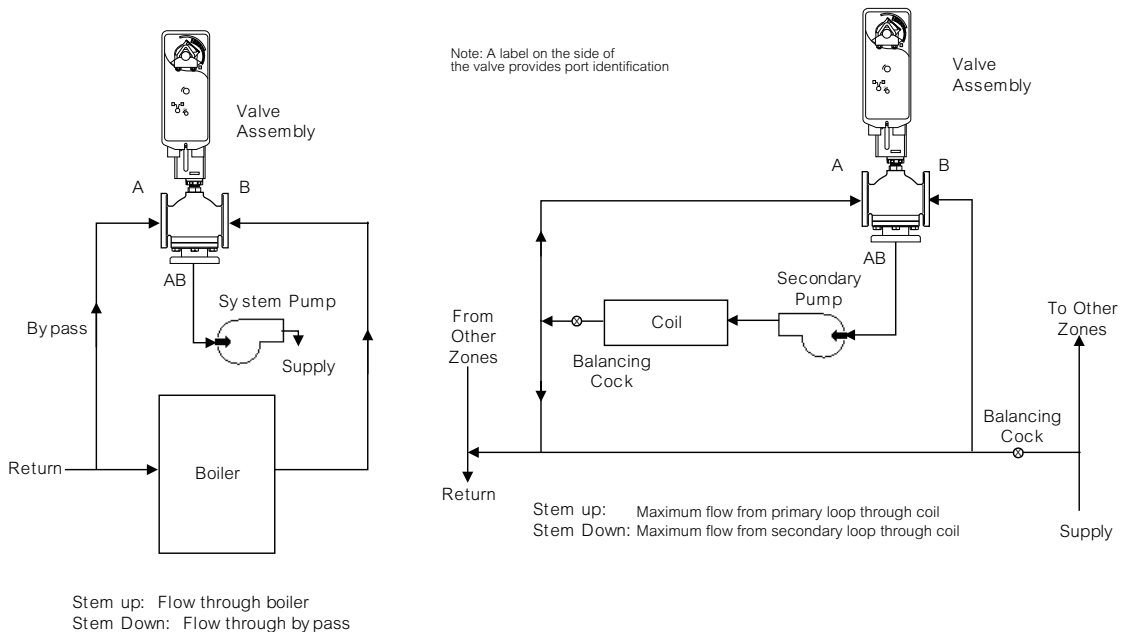 Valve
Assembly
A
B
AB
System Pump
Bypass
Supply
Return
Boiler
Stem up: Flow through boiler
Stem Down: Flow through bypass
Note: A label on the side of
the valve provides port identification
Valve
Assembly
A
B
AB
Secondary
Pump
From
Other
Zones
Coil
Balancing
Cock
To Other
Zones
Balancing
Cock
Return
Stem up: Maximum flow from primary loop through coil
Stem Down: Maximum flow from secondary loop through coil
Supply